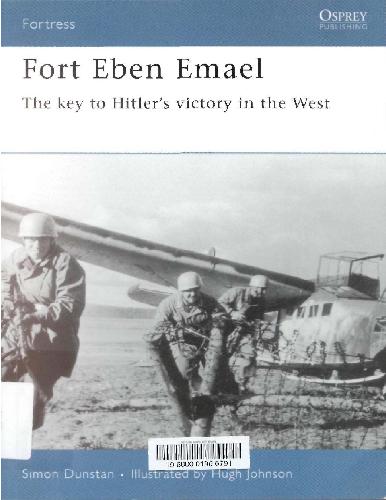 Fortress
OSPREY
PUBLISHING
Fort Eben Emael
The key to Hitler's victory in the West
Simon Dunstan · Illustrated by Hugh Johnson